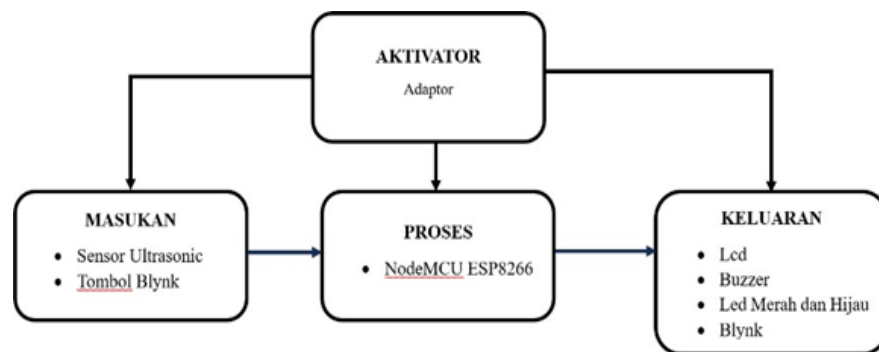 AKTIVATOR
Adaptor
MASUKAN
• Sensor Ultrasonic
• Tombol Blynk
PROSES
• NodeMCU ESP8266
KELUARAN
• Lcd
• Buzzer
• Led Merah dan Hijau
• Blynk